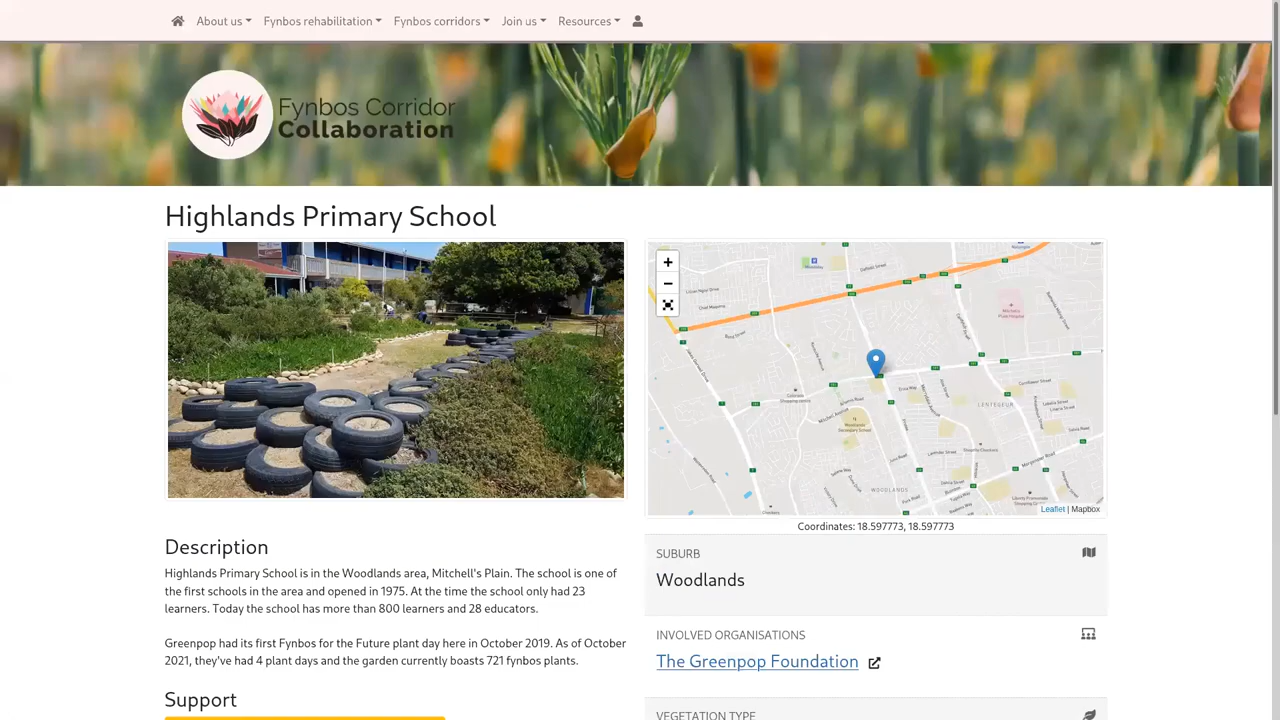 About us
Fynbos rehabilitation
Fynbos corridors
Join us
Resources
Fynbos Corridor
Collaboration
Highlands Primary School
+
−
WOODLANDS
LENTEGEUR
Leaflet | Mapbox
Coordinates: 18.597773, 18.597773
Description
Highlands Primary School is in the Woodlands area, Mitchell's Plain. The school is one of
the first schools in the area and opened in 1975. At the time the school only had 23
learners. Today the school has more than 800 learners and 28 educators.
Greenpop had its first Fynbos for the Future plant day here in October 2019. As of October
2021, they've had 4 plant days and the garden currently boasts 721 fynbos plants.
Support
SUBURB
Woodlands
INVOLVED ORGANISATIONS
The Greenpop Foundation
VEGETATION TYPE